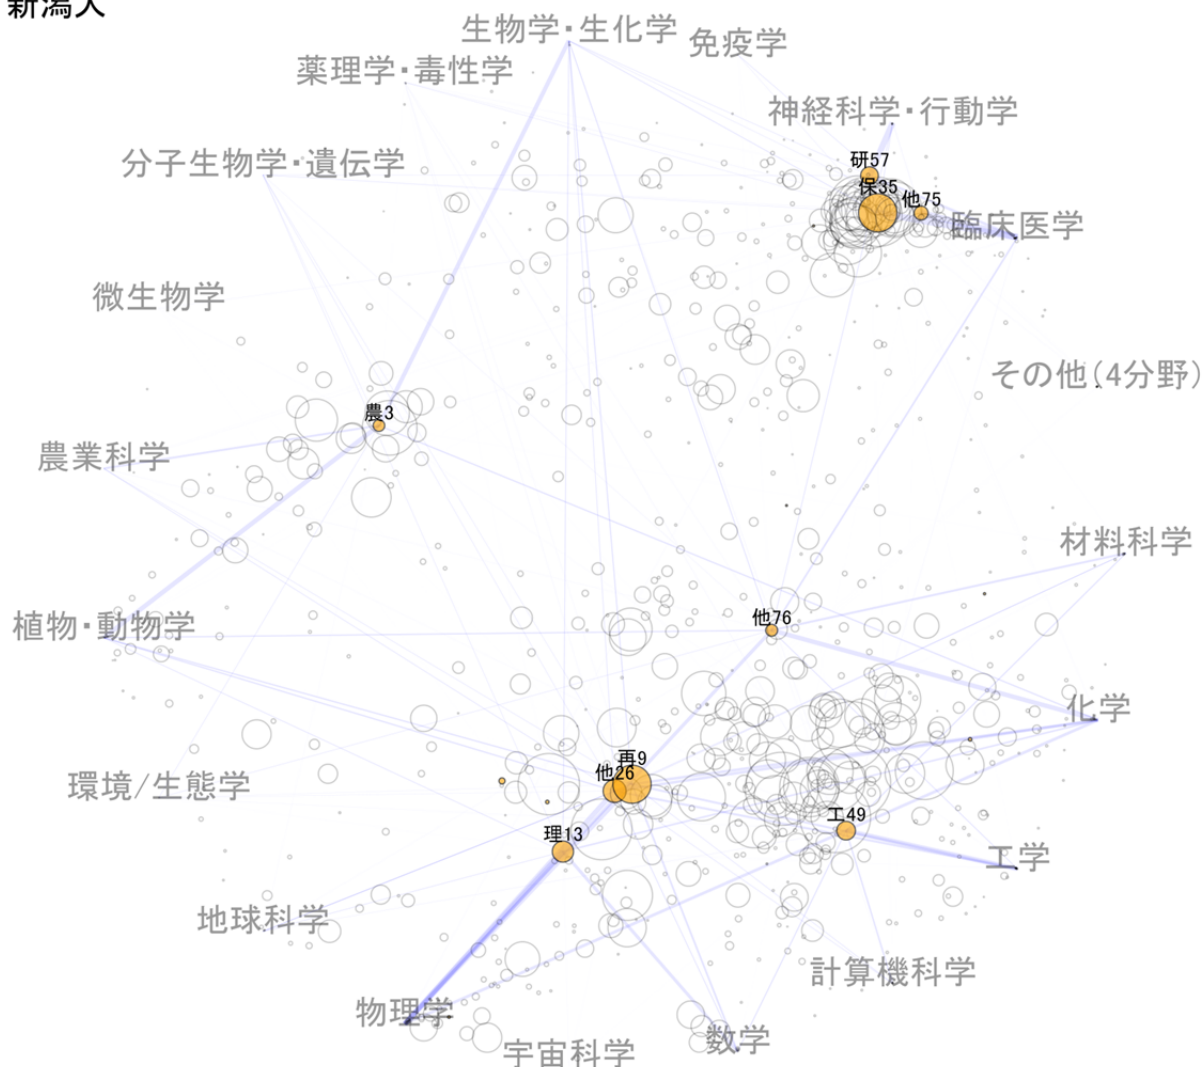 新潟大
生物学・生化学
免疫学
薬理学・毒性学
神経科学・行動学
分子生物学・遺伝学
研57
保35
他75
臨床医学
微生物学
その他（4分野）
農3
農業科学
材料科学
他76
植物・動物学
化学
再9
他26
環境/生態学
工49
理13
工学
地球科学
計算機科学
物理学
数学
宇宙科学